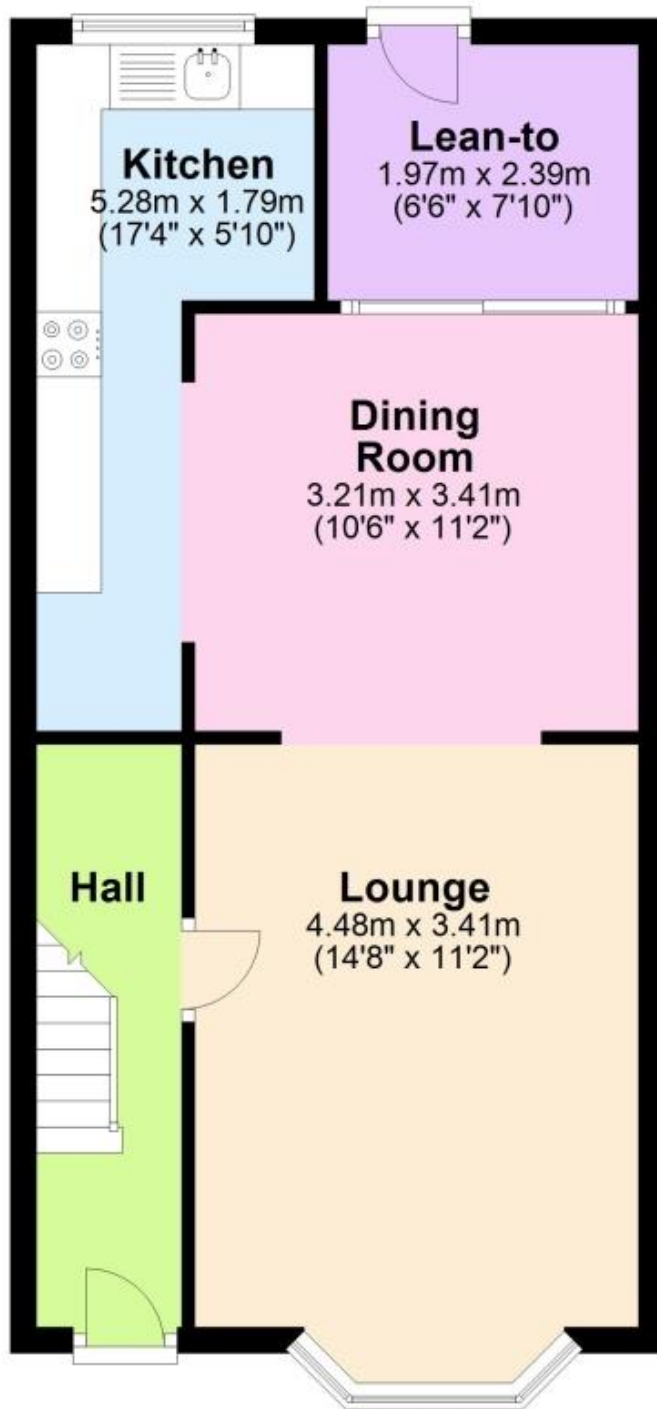 Kitchen
5.28m x 1.79m
(17'4" x 5'10")
Lean-to
1.97m x 2.39m
(6'6" x 7'10")
Dining
Room
3.21m x 3.41m
(10'6" x 11'2")
Hall
Lounge
4.48m x 3.41m
(14'8" x 11'2")